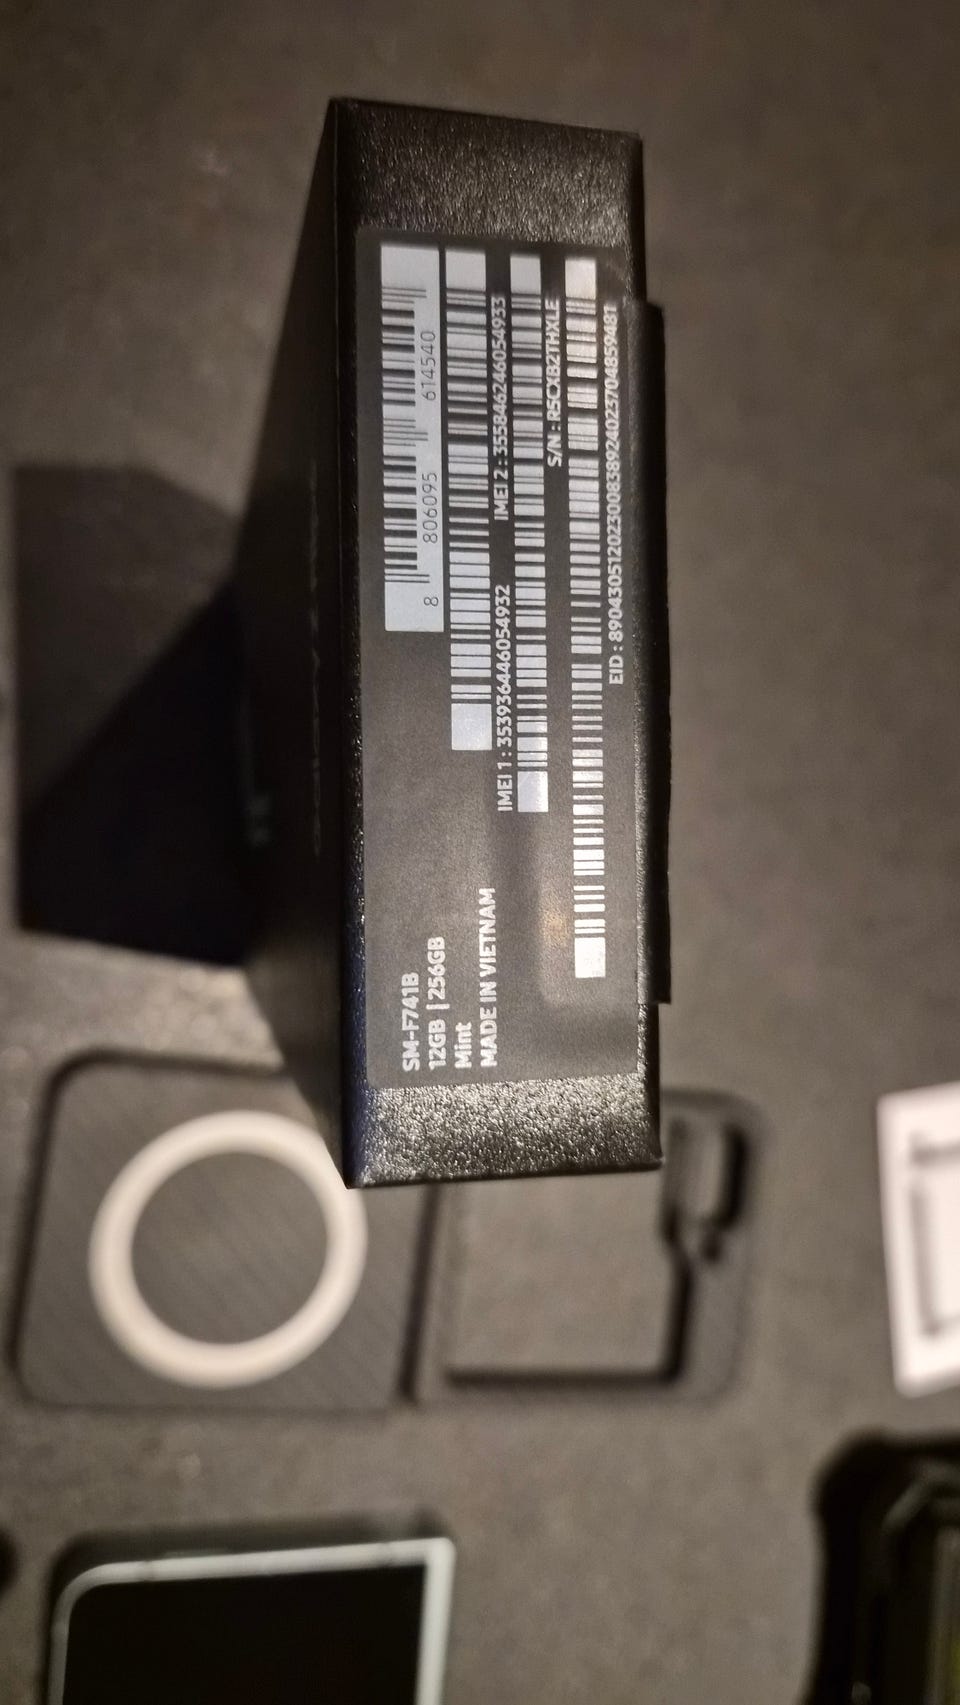 SM-F741B
12GB | 256GB
Mint
MADE IN VIETNAM
8 806095 614540
IMEI 1 : 353936446054932 IMEI 2 : 355846246054933
S/N : R5CXB2THXLE
EID : 89043051202300838924023704859481